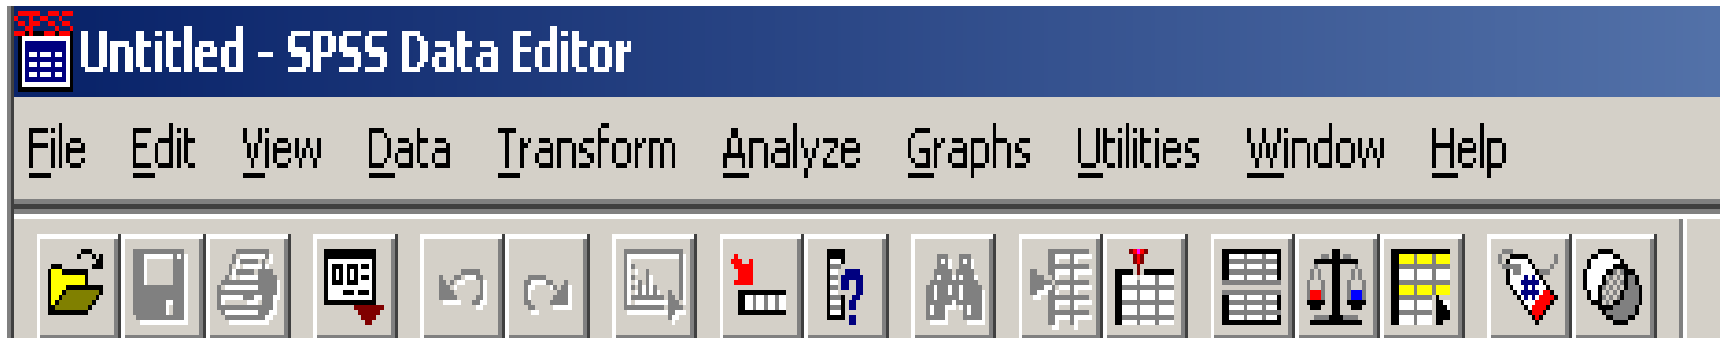 SPSS
Untitled - SPSS Data Editor
File Edit View Data Transform Analyze Graphs Utilities Window Help